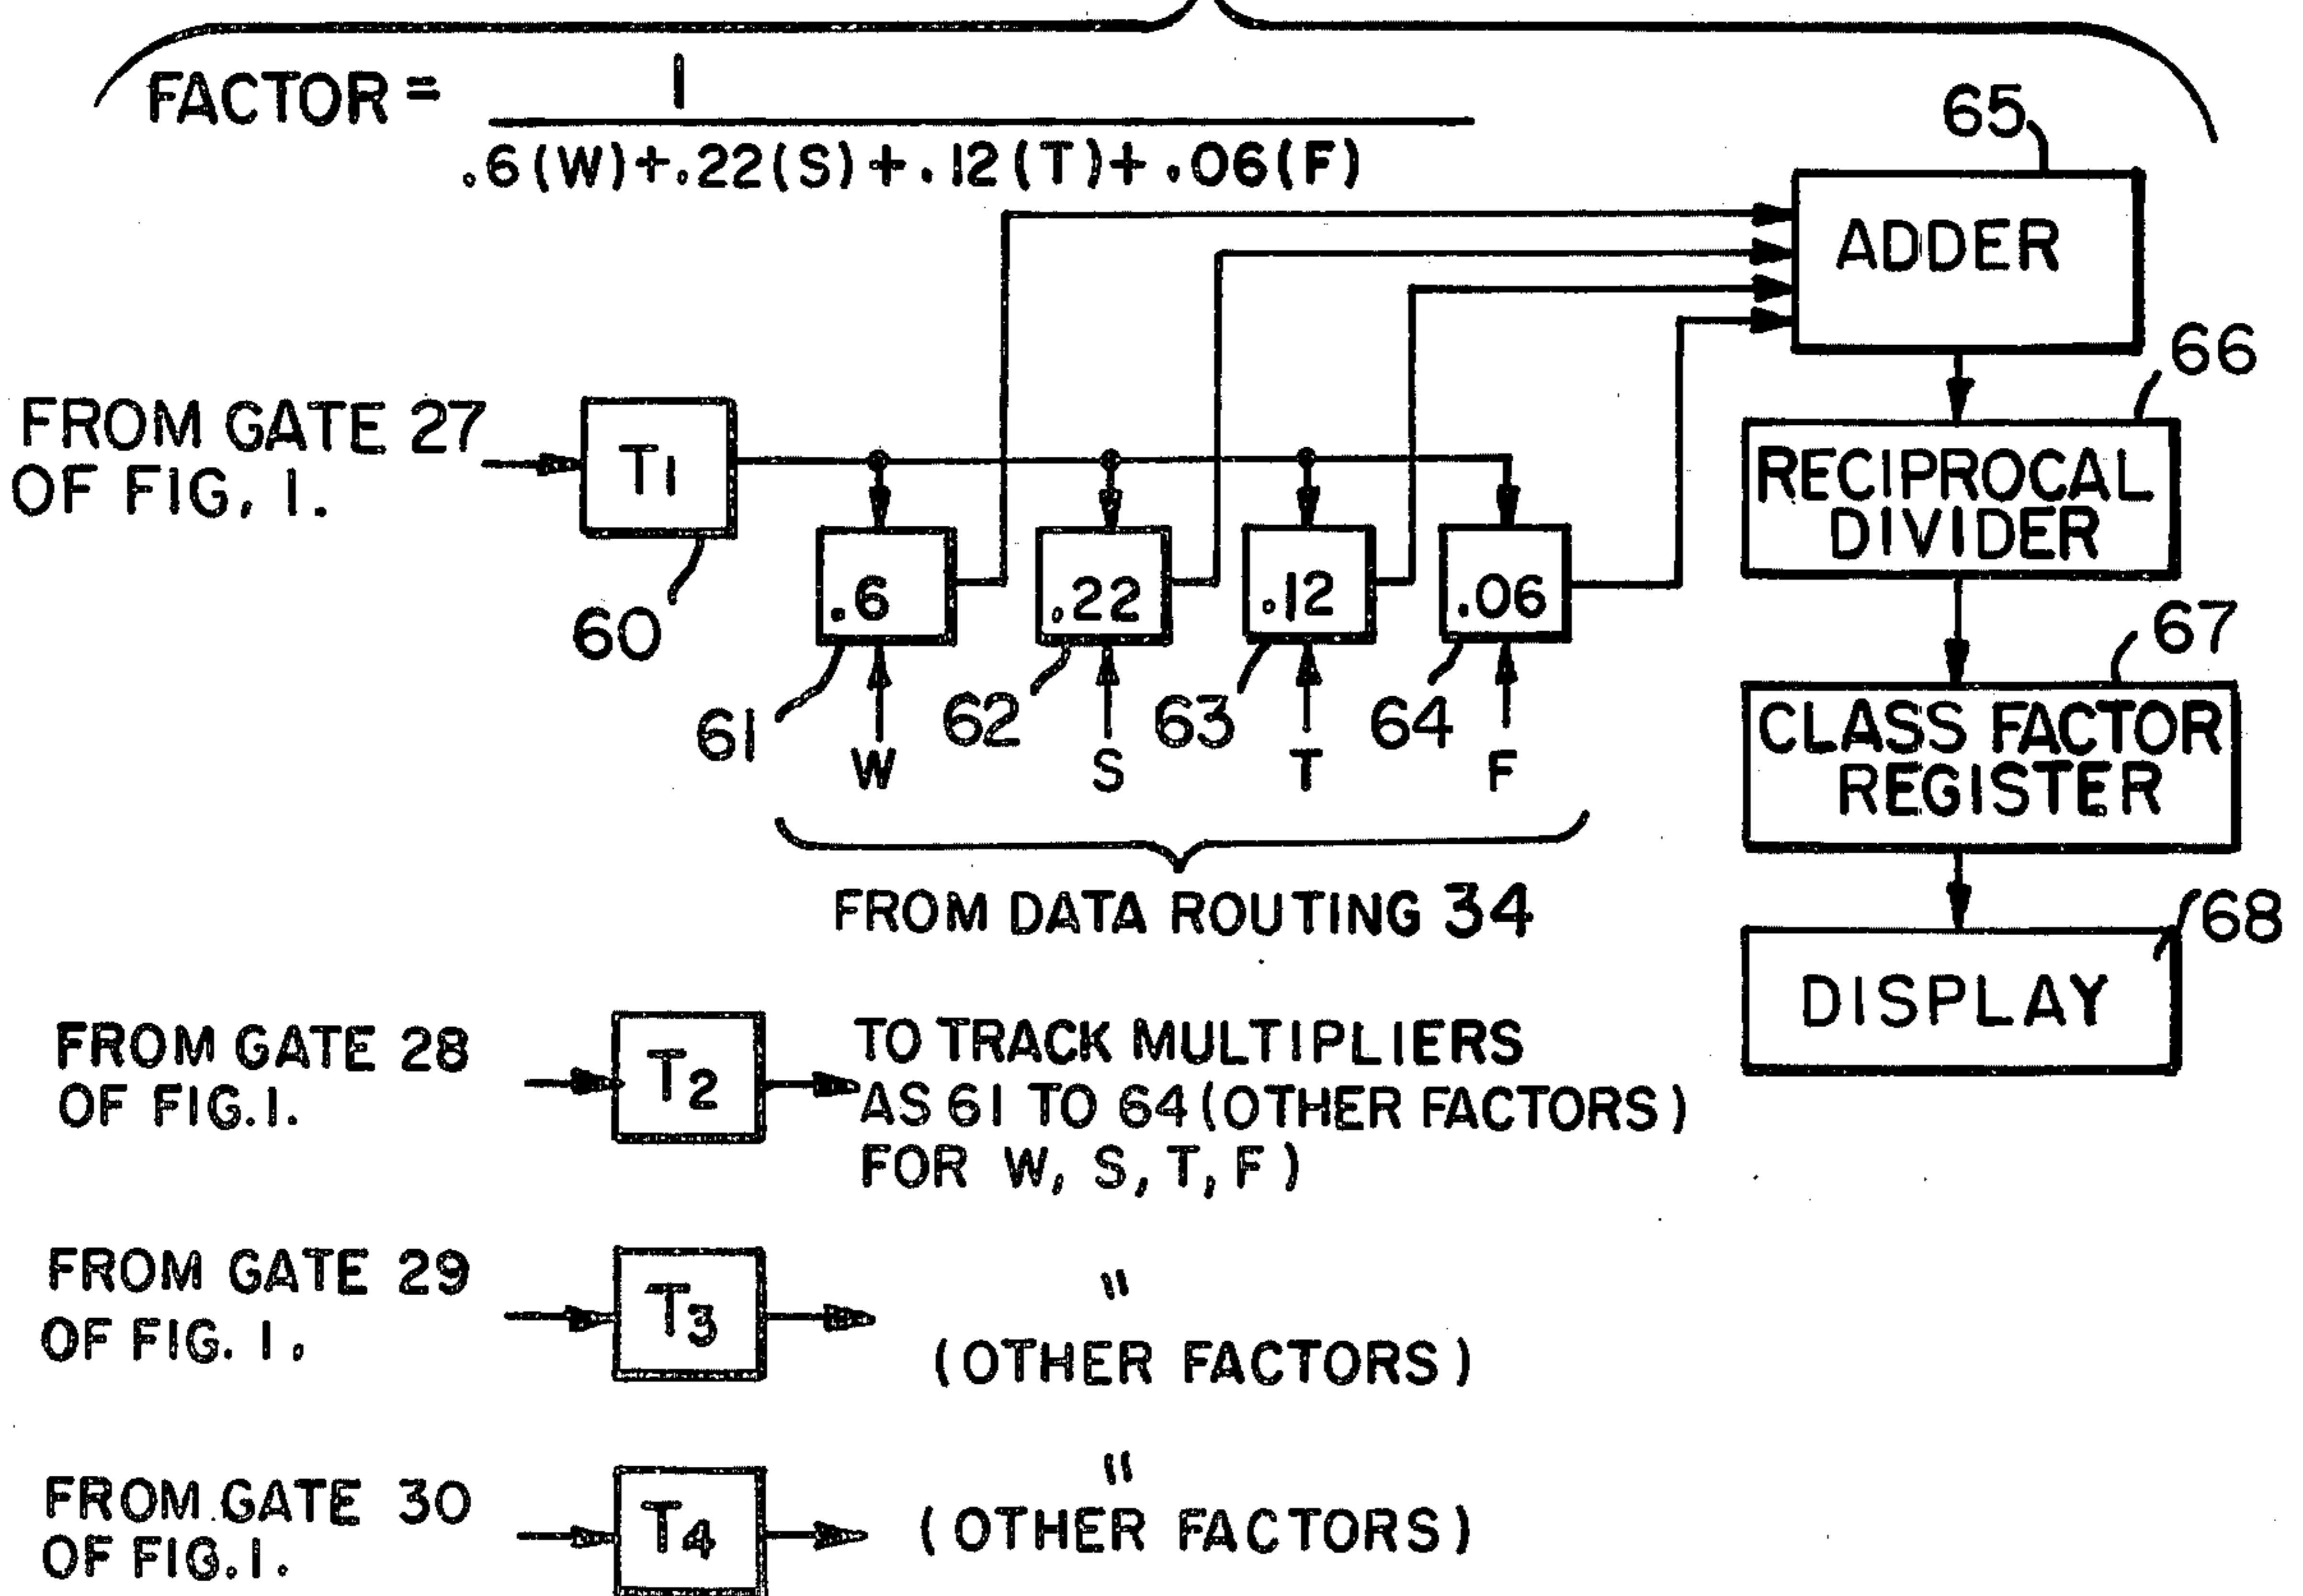 FACTOR = 1
.6(W)+.22(S)+.12(T)+.06(F)
65
ADDER
66
FROM GATE 27
OF FIG. 1.
T1
60
RECIPROCAL
DIVIDER
.6
.22
.12
.06
61
62
63
64
W
S
T
F
67
CLASS FACTOR
REGISTER
FROM DATA ROUTING 34
68
DISPLAY
FROM GATE 28
OF FIG.1.
T2
TO TRACK MULTIPLIERS
AS 61 TO 64(OTHER FACTORS)
FOR W, S, T, F)
FROM GATE 29
OF FIG. 1.
T3
"
(OTHER FACTORS)
FROM GATE 30
OF FIG.1.
T4
"
(OTHER FACTORS)